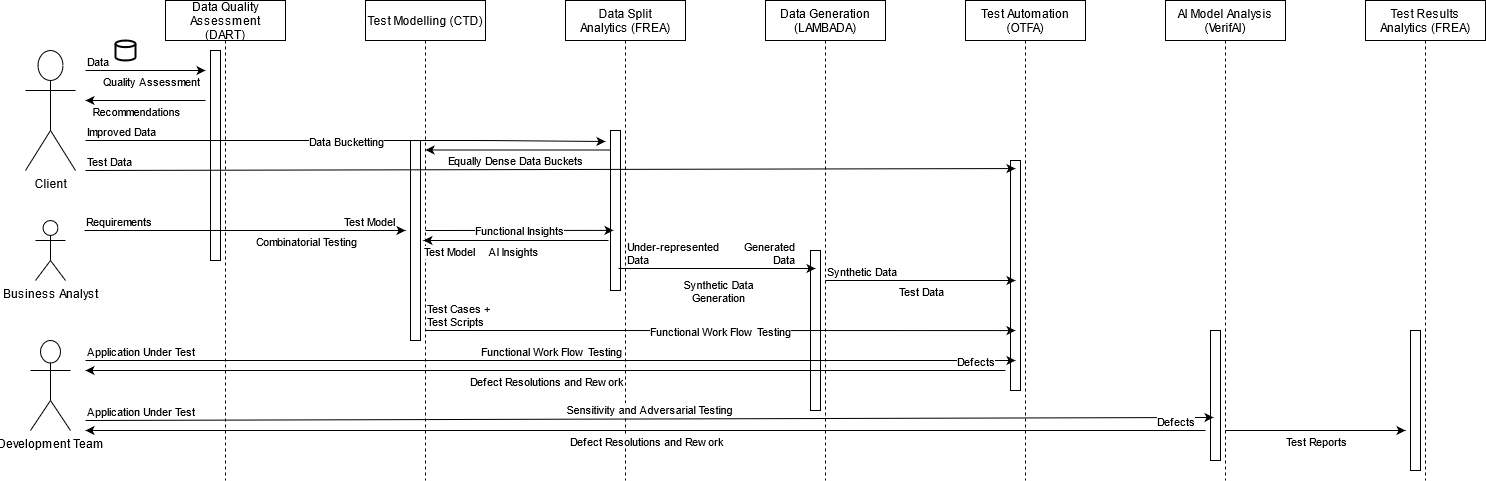 Data Quality
Assessment
(DART)
Test Modelling (CTD)
Data Split
Analytics (FREA)
Data Generation
(LAMBADA)
Test Automation
(OTFA)
AI Model Analysis
(VerifAI)
Test Results
Analytics (FREA)
Data
Quality Assessment
Recommendations
Improved Data
Data Bucketting
Equally Dense Data Buckets
Test Data
Client
Requirements
Test Model
Combinatorial Testing
Functional Insights
Test Model AI Insights
Under-represented
Data
Generated
Data
Synthetic Data
Generation
Synthetic Data
Test Data
Business Analyst
Test Cases +
Test Scripts
Functional Work Flow Testing
Application Under Test
Functional Work Flow Testing
Defects
Defect Resolutions and Rework
Application Under Test
Sensitivity and Adversarial Testing
Defects
Defect Resolutions and Rework
Test Reports
Development Team